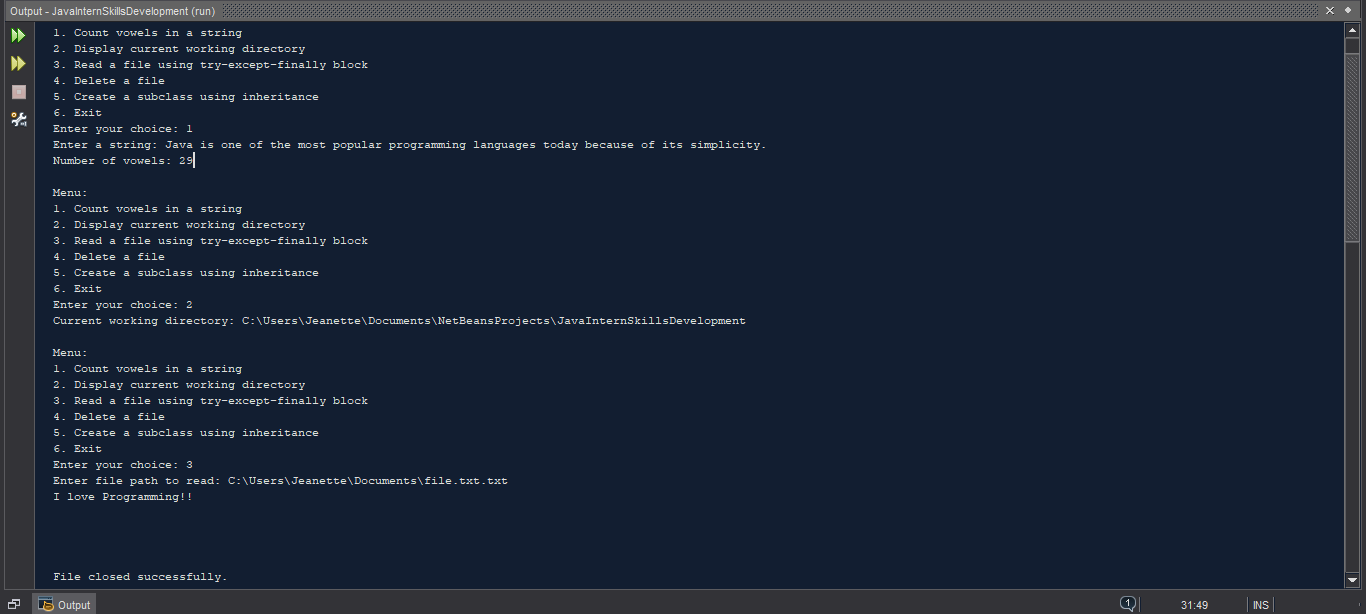 Output - JavaInternSkillsDevelopment (run)
1. Count vowels in a string
2. Display current working directory
3. Read a file using try-except-finally block
4. Delete a file
5. Create a subclass using inheritance
6. Exit
Enter your choice: 1
Enter a string: Java is one of the most popular programming languages today because of its simplicity.
Number of vowels: 29
Menu:
1. Count vowels in a string
2. Display current working directory
3. Read a file using try-except-finally block
4. Delete a file
5. Create a subclass using inheritance
6. Exit
Enter your choice: 2
Current working directory: C:\Users\Jeanette\Documents\NetBeansProjects\JavaInternSkillsDevelopment
Menu:
1. Count vowels in a string
2. Display current working directory
3. Read a file using try-except-finally block
4. Delete a file
5. Create a subclass using inheritance
6. Exit
Enter your choice: 3
Enter file path to read: C:\Users\Jeanette\Documents\file.txt.txt
I love Programming!!
File closed successfully.
Output 1 31:49 INS